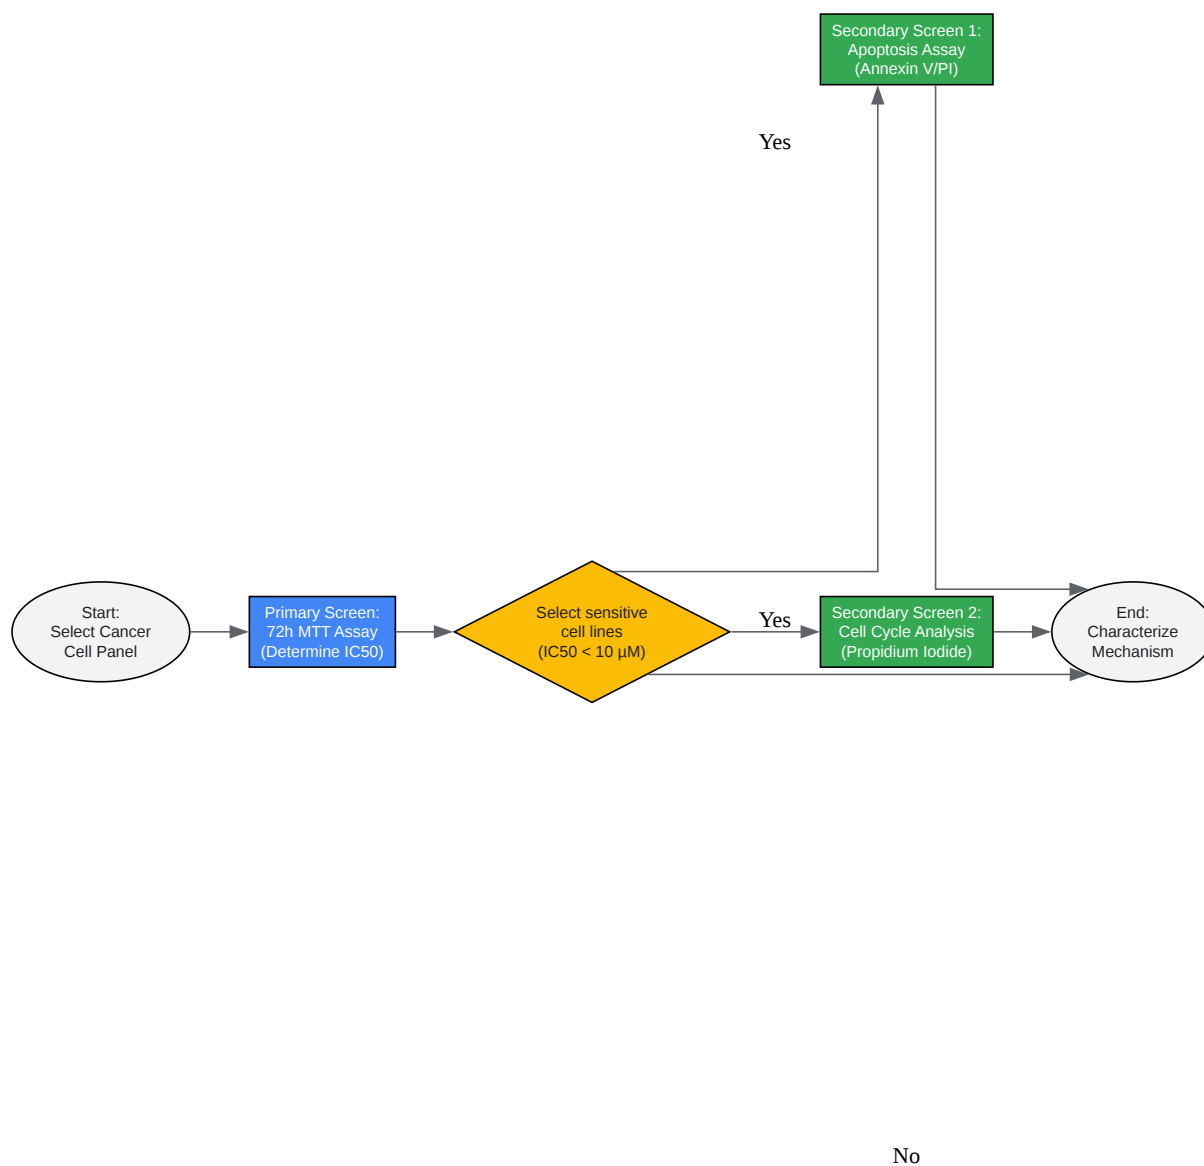 Secondary Screen 1:
Apoptosis Assay
(Annexin V/PI)
Yes
Start:
Select Cancer
Cell Panel
Primary Screen:
72h MTT Assay
(Determine IC50)
Select sensitive
cell lines
(IC50 < 10 µM)
Yes
Secondary Screen 2:
Cell Cycle Analysis
(Propidium Iodide)
End:
Characterize
Mechanism
No